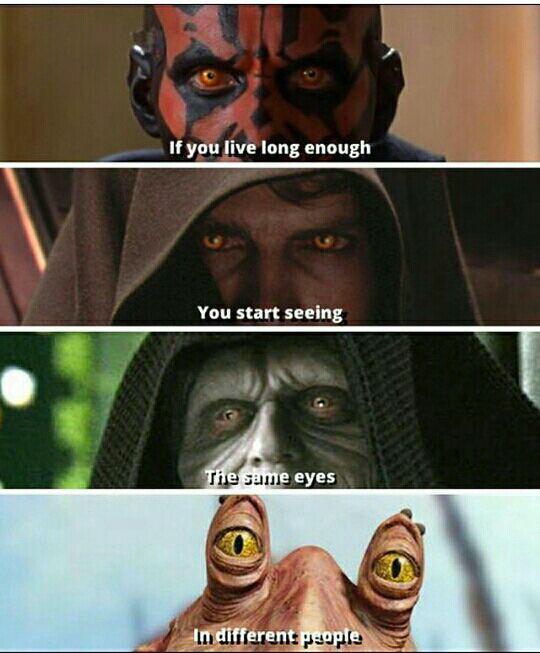 If you live long enough
You start seeing
The same eyes
In different people